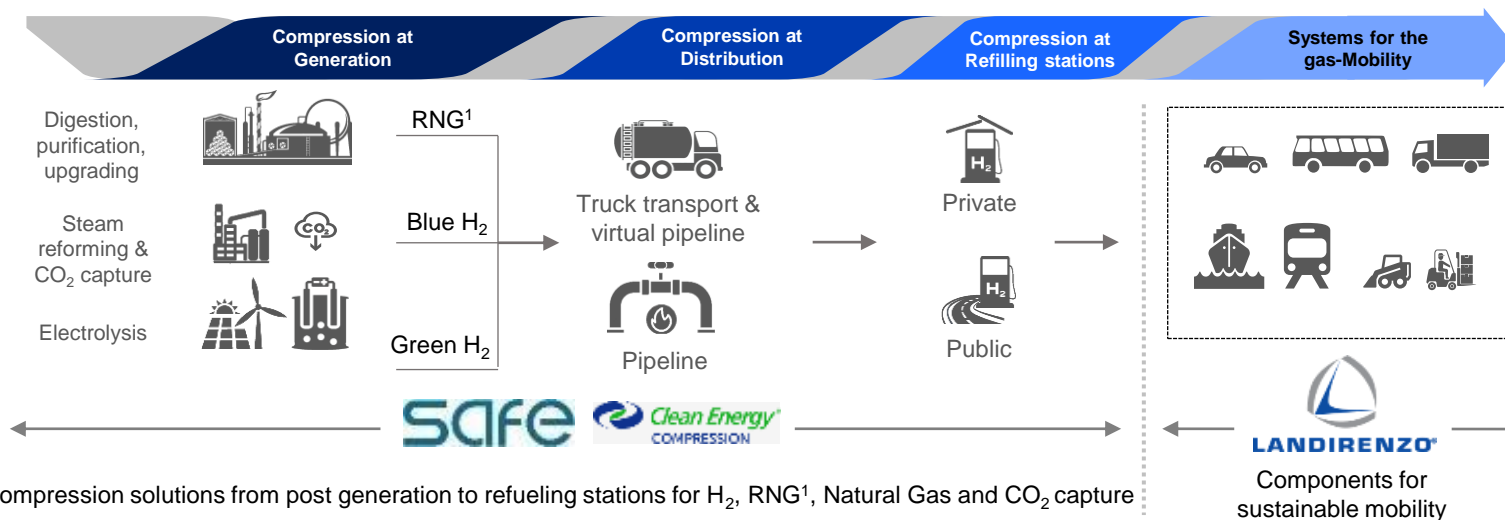 Compression at
Generation
Compression at
Distribution
Compression at
Refilling stations
Systems for the
gas-Mobility
Digestion,
purification,
upgrading
RNG¹
Steam
reforming &
CO₂ capture
CO₂
Blue H₂
Electrolysis
Green H₂
Truck transport &
virtual pipeline
Pipeline
H₂
Private
H₂
Public
safe
Clean Energy®
COMPRESSION
LANDIRENZO®
ompression solutions from post generation to refueling stations for H₂, RNG¹, Natural Gas and CO₂ capture
Components for
sustainable mobility